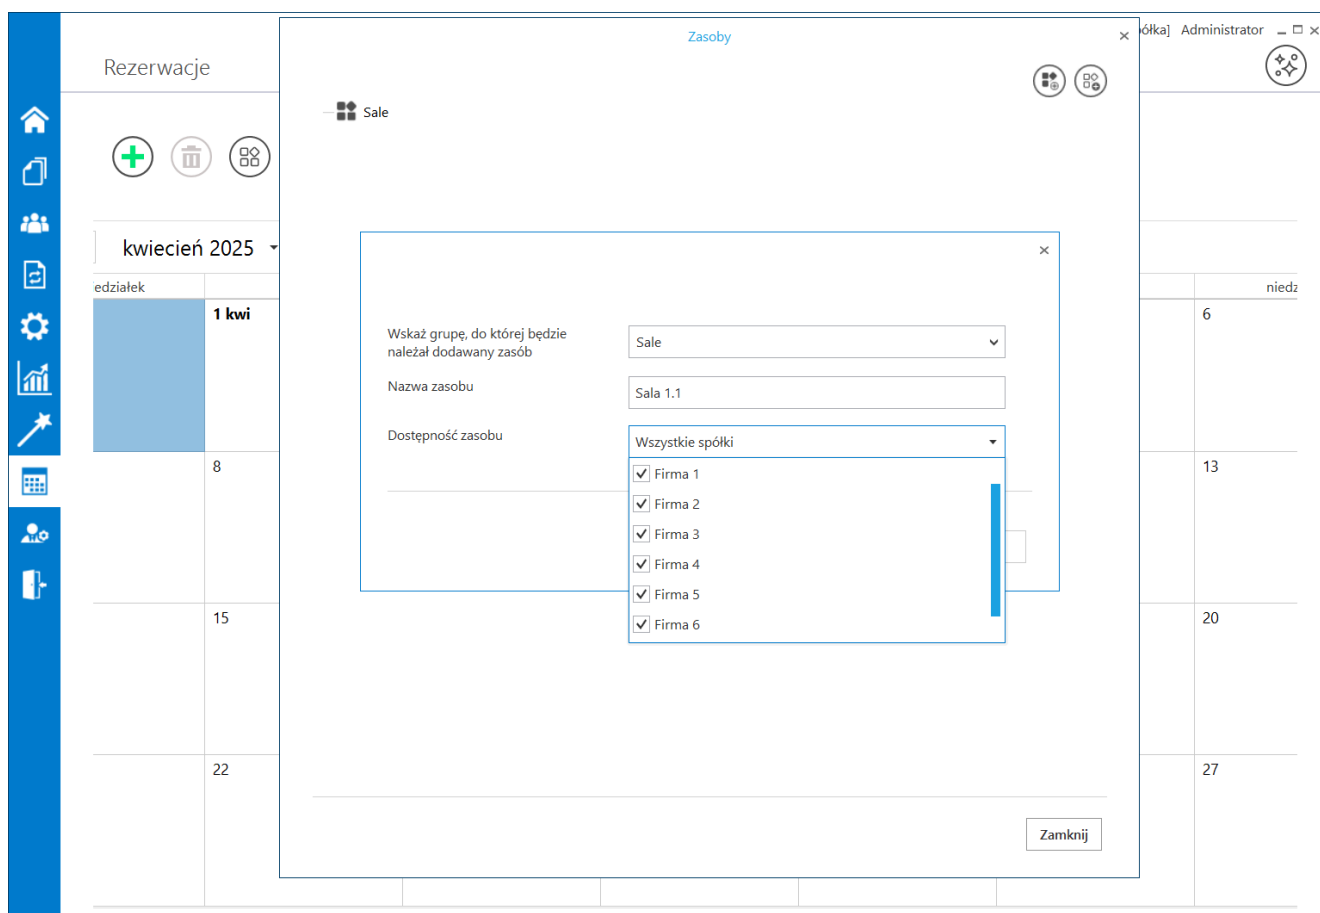 Zasoby
ółka] Administrator
Rezerwacje
Sale
kwiecień 2025
edziałek
niedz
1 kwi
6
Wskaż grupę, do której będzie
należał dodawany zasób
Sale
Nazwa zasobu
Sala 1.1
Dostępność zasobu
Wszystkie spółki
8
13
Firma 1
Firma 2
Firma 3
Firma 4
Firma 5
Firma 6
15
20
22
27
Zamknij